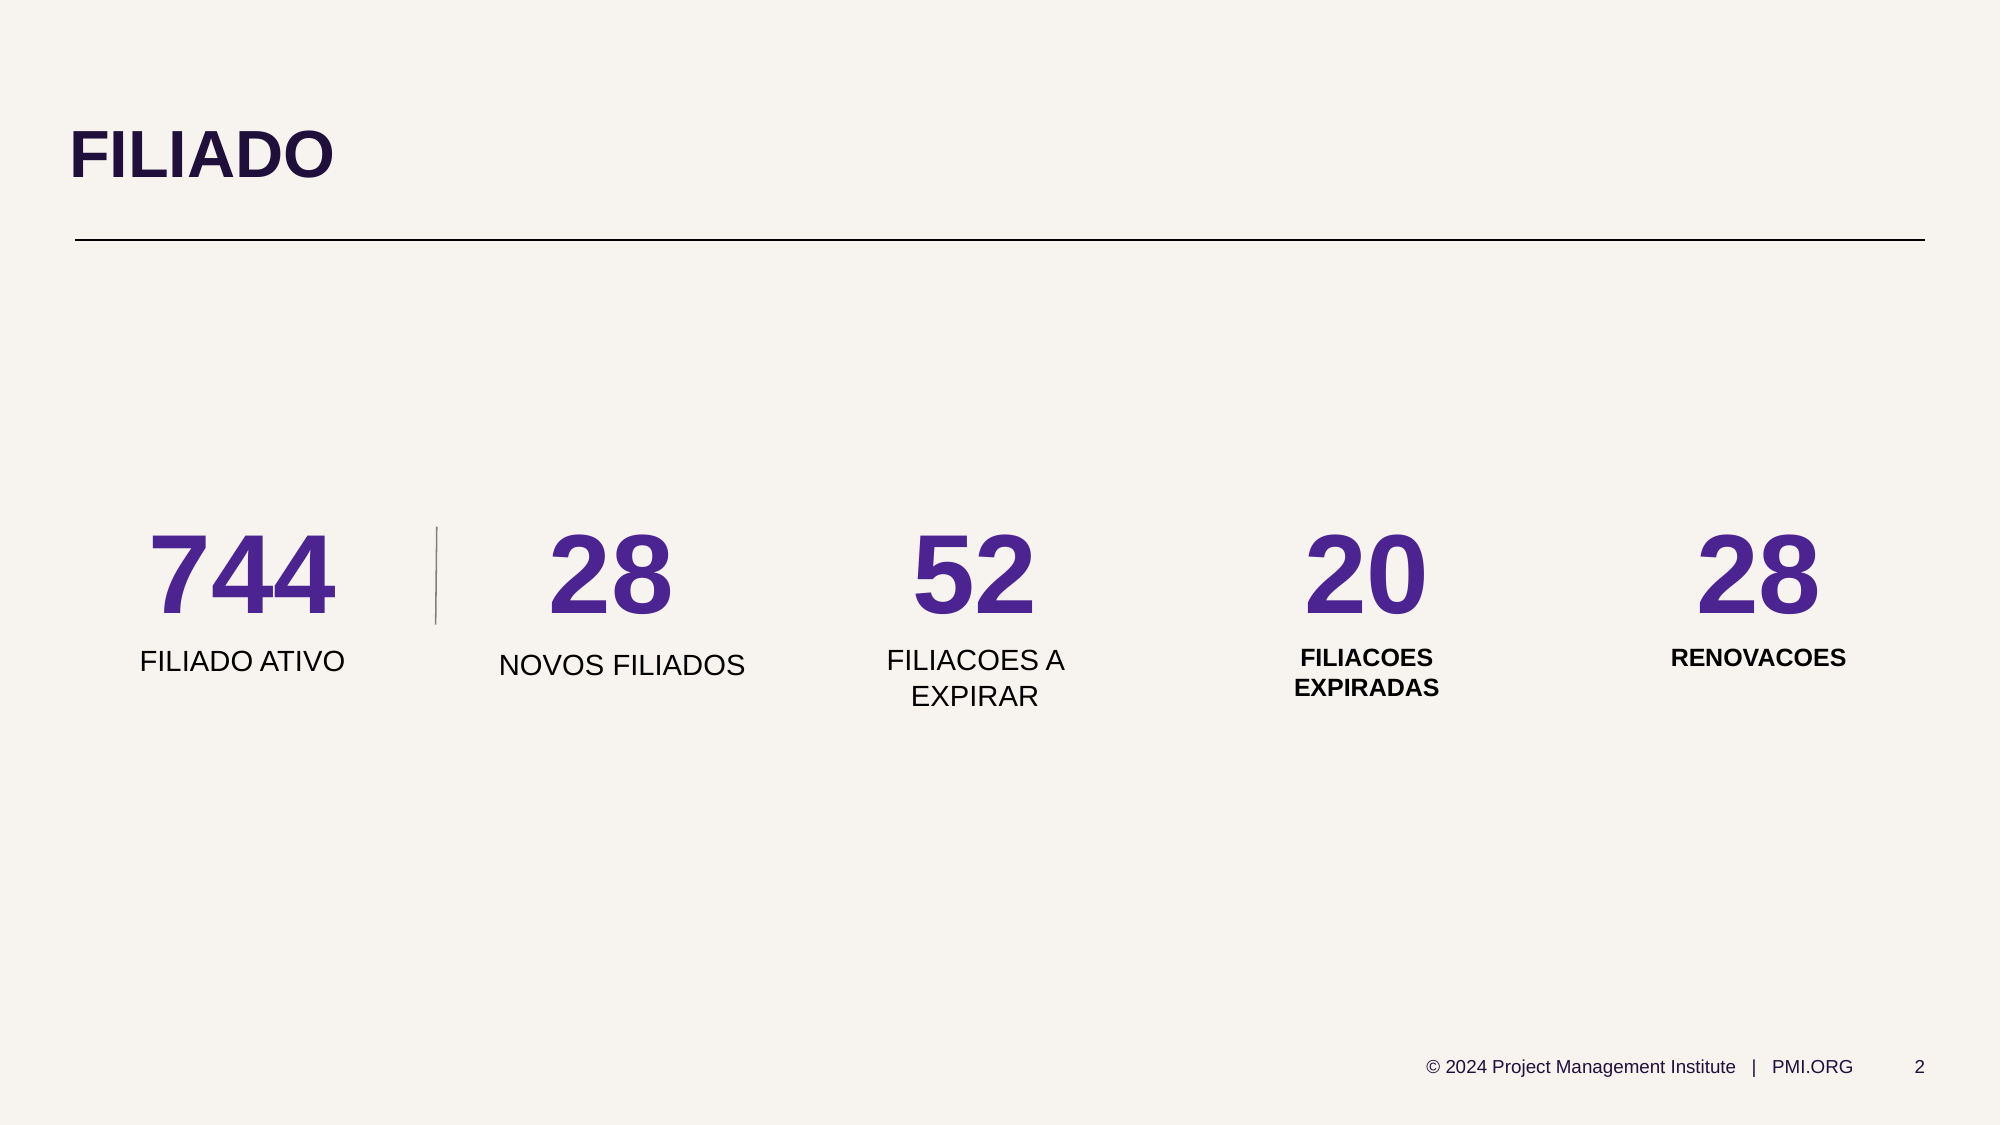 FILIADO
744
FILIADO ATIVO
28
NOVOS FILIADOS
52
FILIACOES A
EXPIRAR
20
FILIACOES
EXPIRADAS
28
RENOVACOES
© 2024 Project Management Institute | PMI.ORG 2